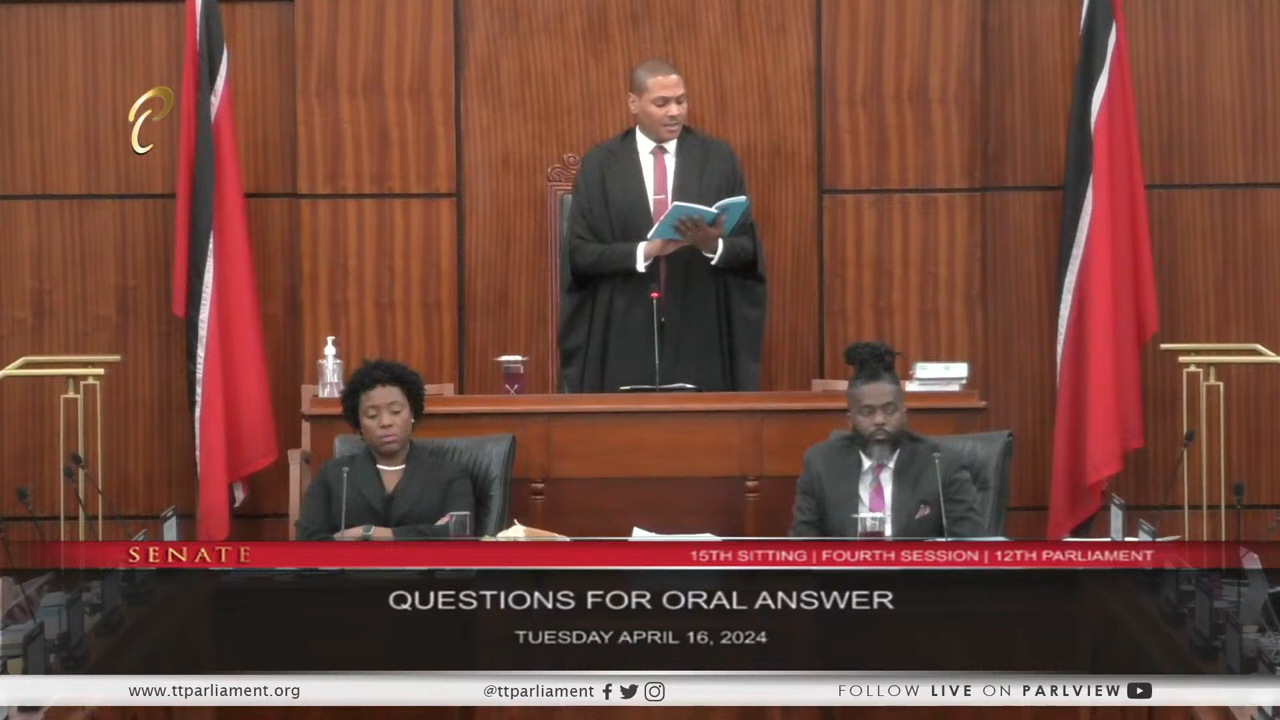 SENATE
15TH SITTING | FOURTH SESSION | 12TH PARLIAMENT
QUESTIONS FOR ORAL ANSWER
TUESDAY APRIL 16, 2024
www.ttparliament.org
@ttparliament
FOLLOW LIVE ON PARLVIEW